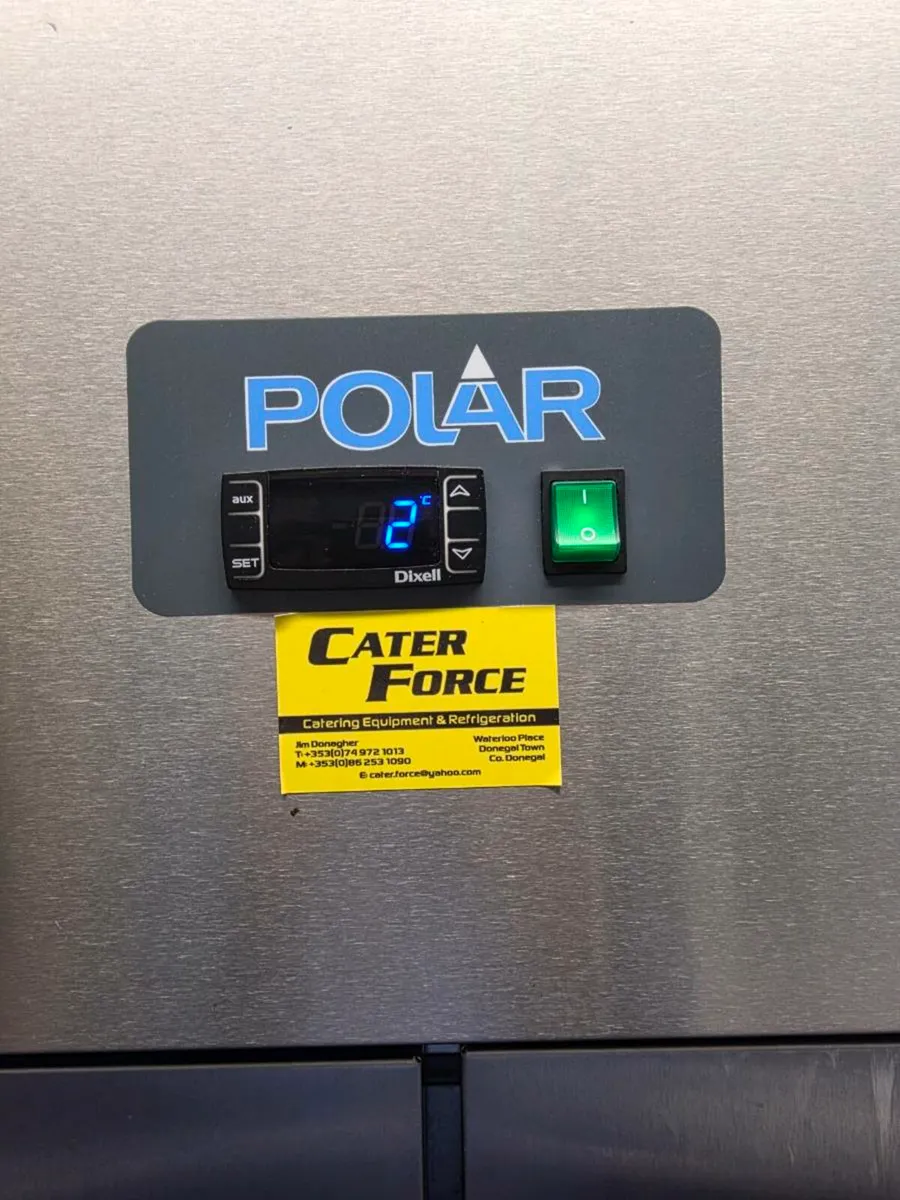 POLAR
aux
2 °C
SET
Dixell
I
O
CATER
FORCE
Catering Equipment & Refrigeration
Jim Donagher
T: +353(0)74 972 1013
M: +353(0)86 253 1090
Waterloo Place
Donegal Town
Co. Donegal
E: cater.force@yahoo.com